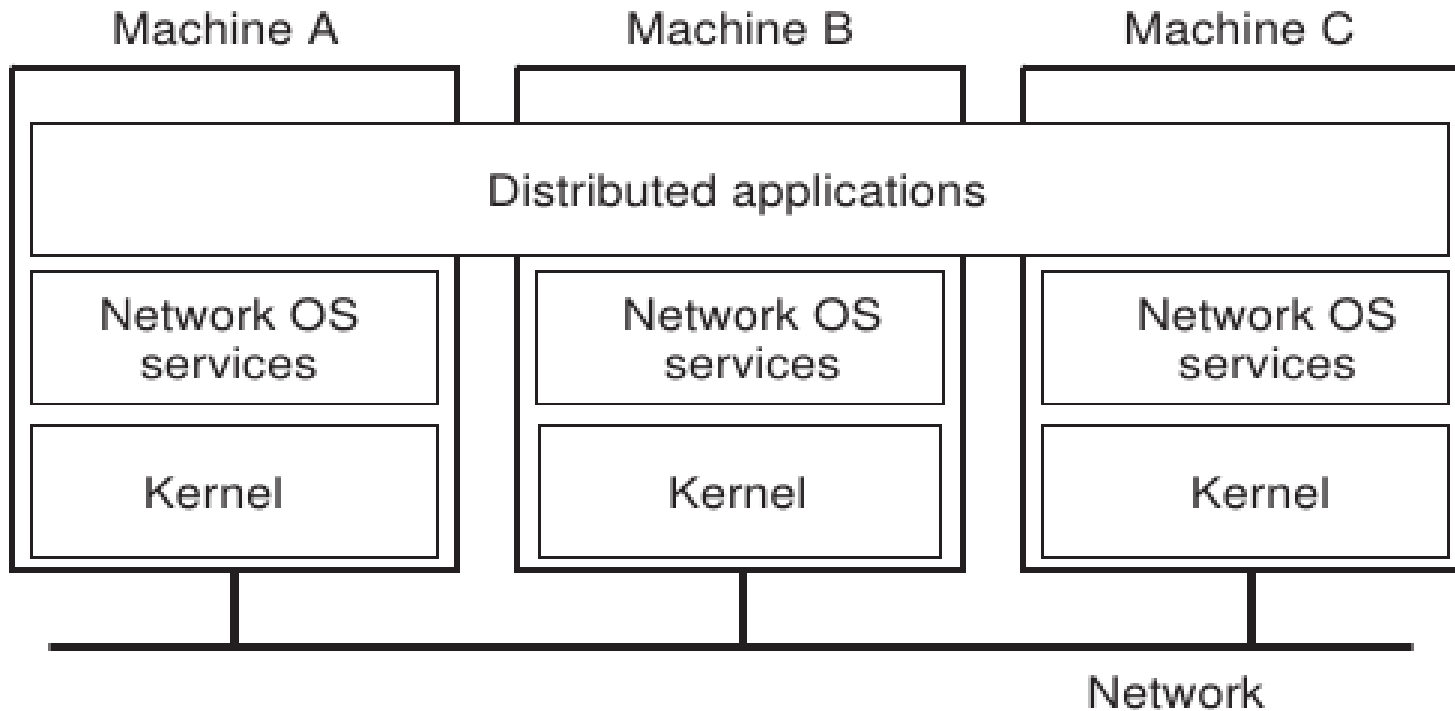 Machine A
Machine B
Machine C
Distributed applications
Network OS
services
Network OS
services
Network OS
services
Kernel
Kernel
Kernel
Network